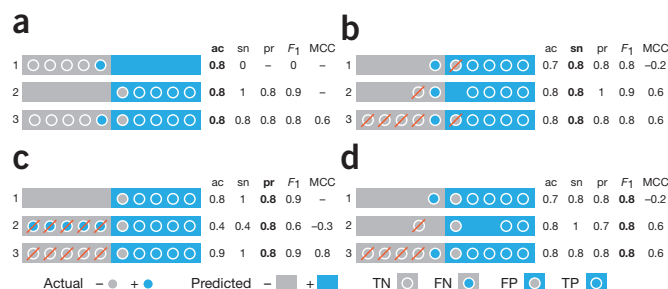 a
ac sn pr F1 MCC
1 0.8 0 – 0 –
2 0.8 1 0.8 0.9 –
3 0.8 0.8 0.8 0.8 0.6
b
ac sn pr F1 MCC
1 0.7 0.8 0.8 0.8 –0.2
2 0.8 0.8 1 0.9 0.6
3 0.8 0.8 0.8 0.8 0.6
c
ac sn pr F1 MCC
1 0.8 1 0.8 0.9 –
2 0.4 0.4 0.8 0.6 –0.3
3 0.9 1 0.8 0.9 0.8
d
ac sn pr F1 MCC
1 0.7 0.8 0.8 0.8 –0.2
2 0.8 1 0.7 0.8 0.6
3 0.8 0.8 0.8 0.8 0.6
Actual – + Predicted – + TN FN FP TP